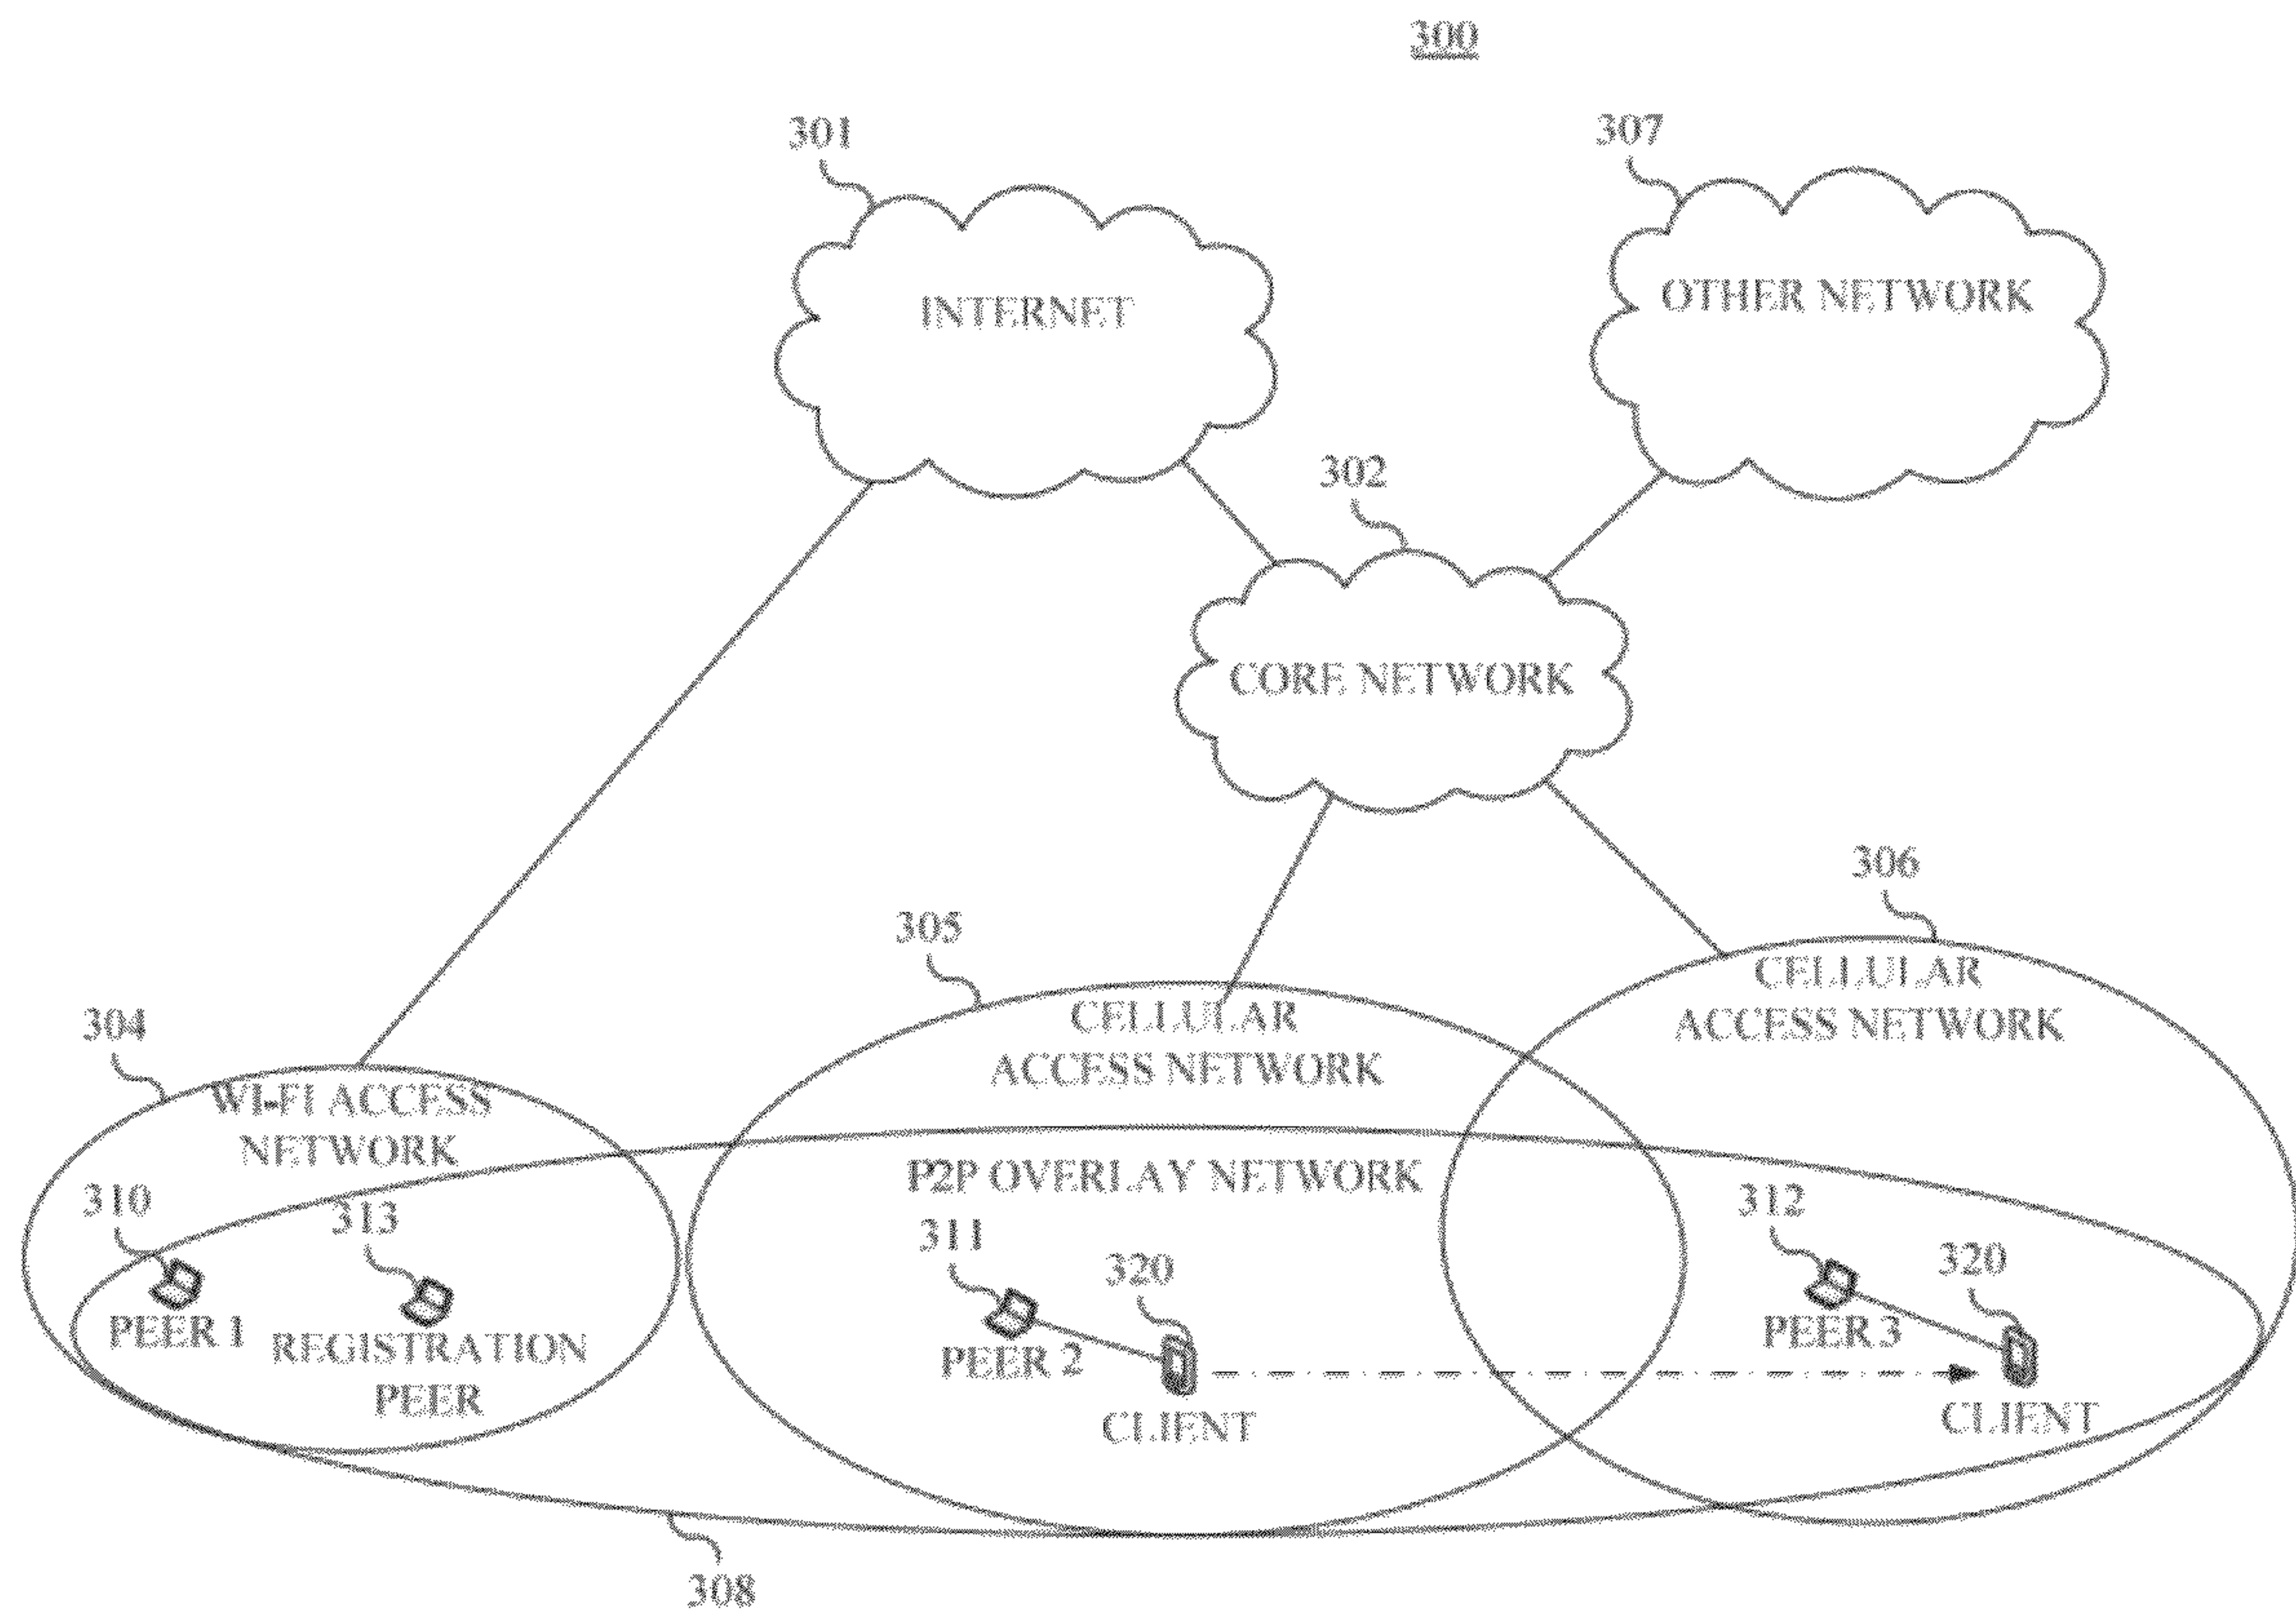 300
301
307
INTERNET
OTHER NETWORK
302
CORE NETWORK
306
305
CELLULAR
ACCESS NETWORK
304
CELLULAR
ACCESS NETWORK
WI-FI ACCESS
NETWORK
P2P OVERLAY NETWORK
310
313
311
320
312
320
PEER 1
REGISTRATION
PEER
PEER 2
CLIENT
PEER 3
CLIENT
308